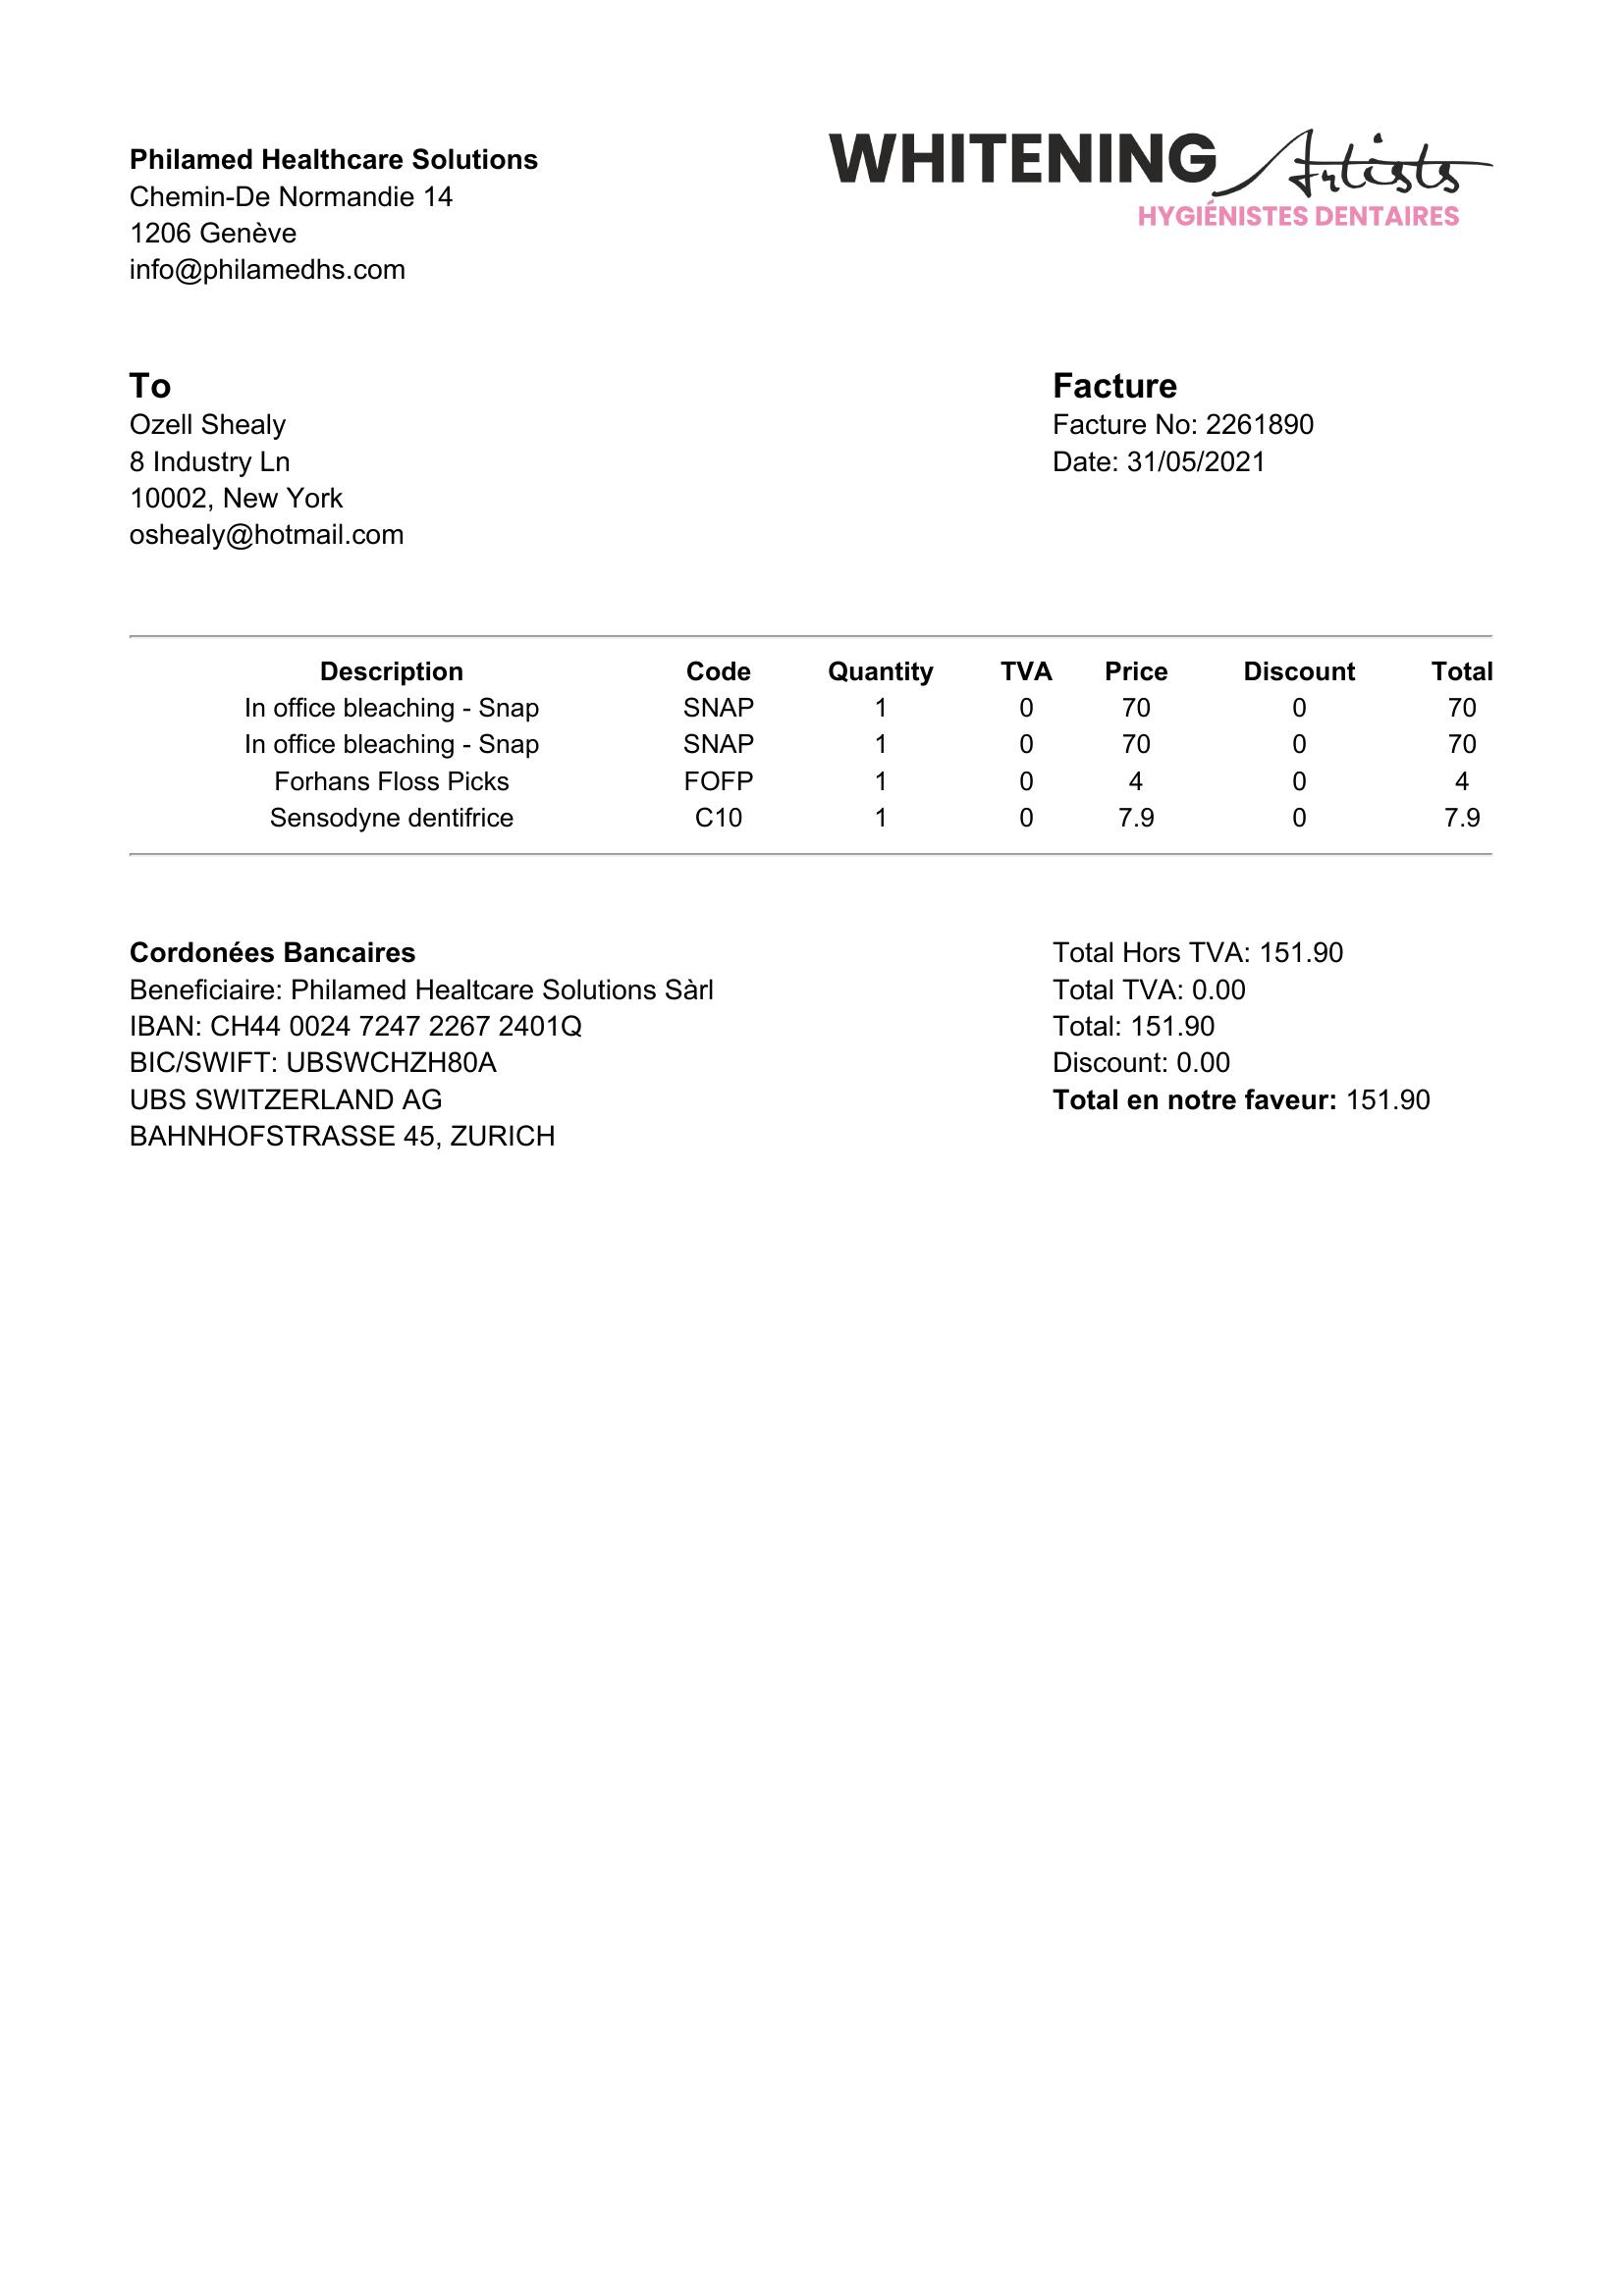 Philamed Healthcare Solutions
Chemin-De Normandie 14
1206 Genève
info@philamedhs.com
WHITENING Artists
HYGIÉNISTES DENTAIRES
To
Ozell Shealy
8 Industry Ln
10002, New York
oshealy@hotmail.com
Facture
Facture No: 2261890
Date: 31/05/2021
Description Code Quantity TVA Price Discount Total
In office bleaching - Snap SNAP 1 0 70 0 70
In office bleaching - Snap SNAP 1 0 70 0 70
Forhans Floss Picks FOFP 1 0 4 0 4
Sensodyne dentifrice C10 1 0 7.9 0 7.9
Cordonées Bancaires
Beneficiaire: Philamed Healtcare Solutions Sàrl
IBAN: CH44 0024 7247 2267 2401Q
BIC/SWIFT: UBSWCHZH80A
UBS SWITZERLAND AG
BAHNHOFSTRASSE 45, ZURICH
Total Hors TVA: 151.90
Total TVA: 0.00
Total: 151.90
Discount: 0.00
Total en notre faveur: 151.90